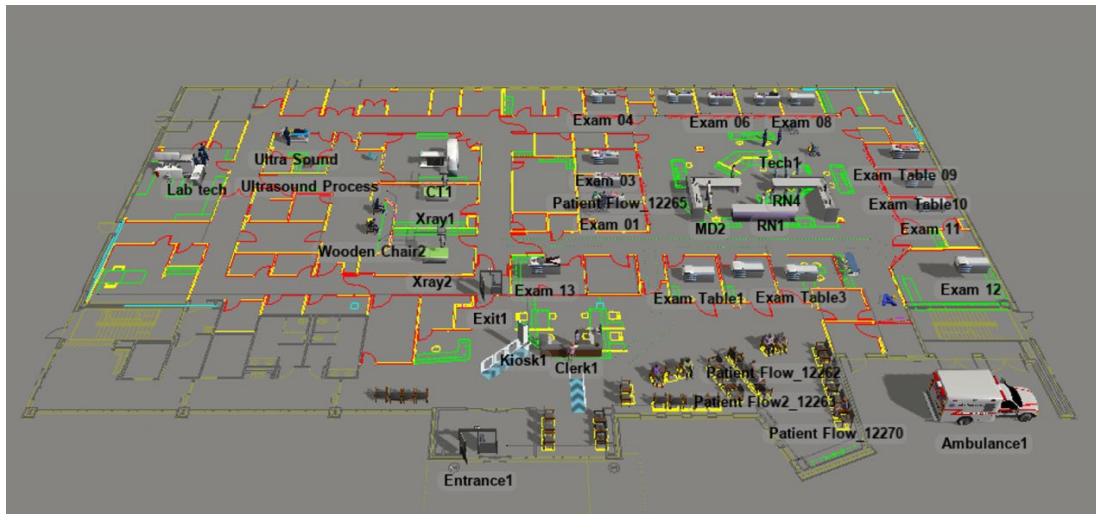 Exam 04
Exam 06
Exam 08
Ultra Sound
Tech1
Lab tech
Ultrasound Process
CT1
Exam 03
Exam Table 09
Patient Flow_12265
RN4
Exam Table10
Xray1
Exam 01
MD2
RN1
Exam 11
Wooden Chair2
Xray2
Exam 13
Exam Table1
Exam Table3
Exam 12
Exit1
Kiosk1
Clerk1
Patient Flow_12262
Patient Flow2_12263
Patient Flow_12270
Ambulance1
Entrance1